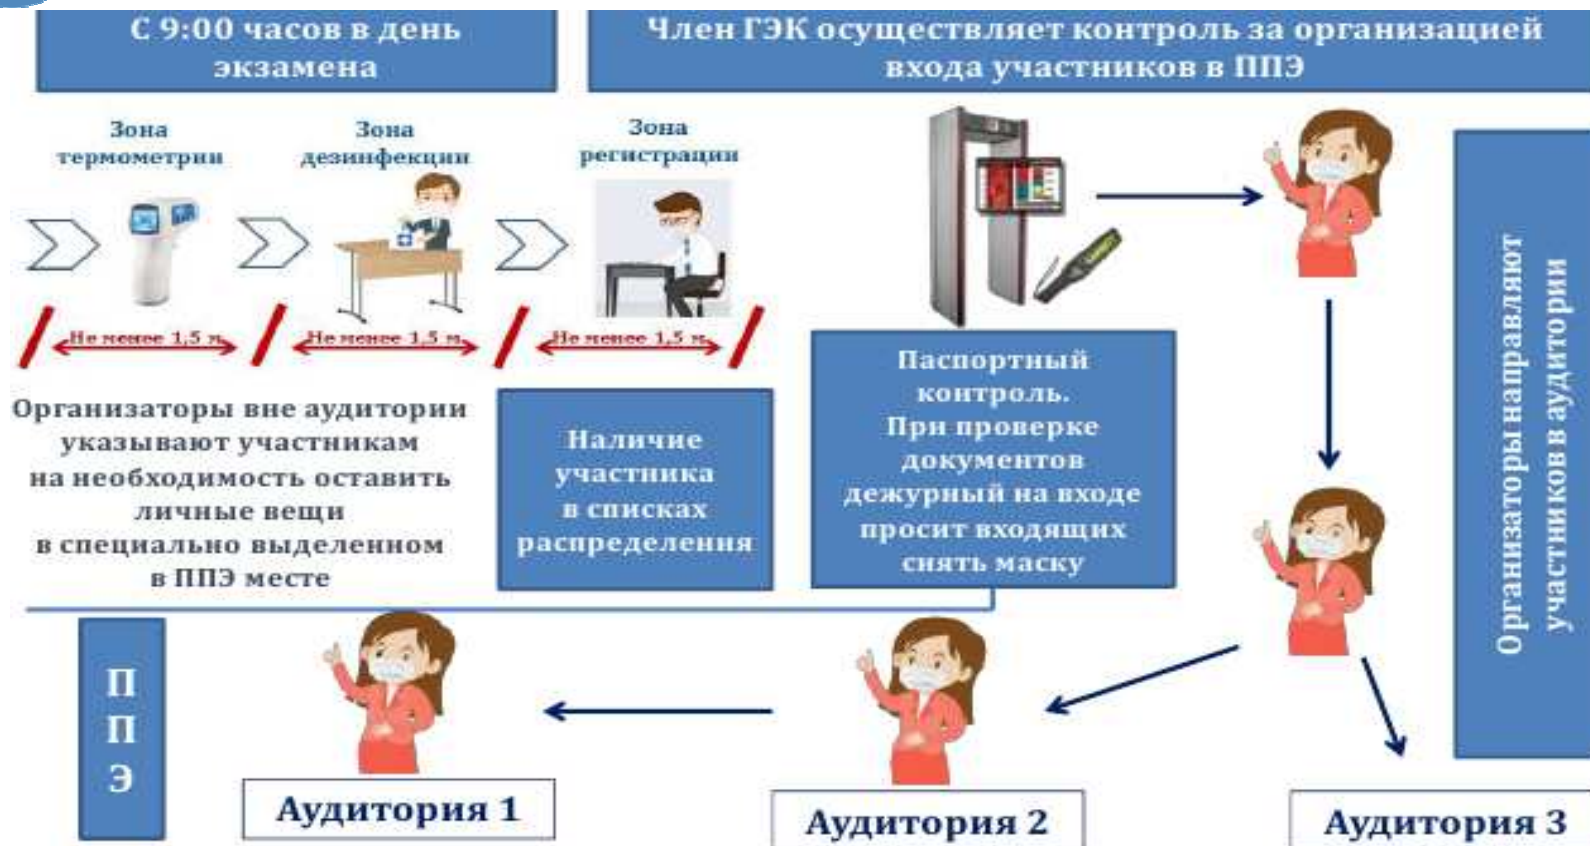 С 9:00 часов в день
экзамена
Член ГЭК осуществляет контроль за организацией
входа участников в ППЭ
Зона
термометрии
Зона
дезинфекции
Зона
регистрации
Не менее 1,5 м
Не менее 1,5 м
Не менее 1,5 м
Организаторы вне аудитории
указывают участникам
на необходимость оставить
личные вещи
в специально выделенном
в ППЭ месте
Наличие
участника
в списках
распределения
Паспортный
контроль.
При проверке
документов
дежурный на входе
просит входящих
снять маску
Организаторы направляют
участников в аудитории
П
П
Э
Аудитория 1
Аудитория 2
Аудитория 3